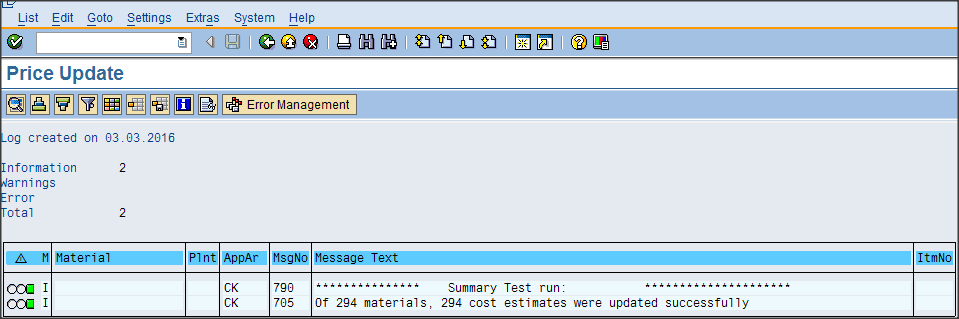 List Edit Goto Settings Extras System Help
Price Update
Error Management
Log created on 03.03.2016
Information 2
Warnings
Error
Total 2
M Material Plnt AppAr MsgNo Message Text ItmNo
I CK 790 *************** Summary Test run: *********************
I CK 705 Of 294 materials, 294 cost estimates were updated successfully